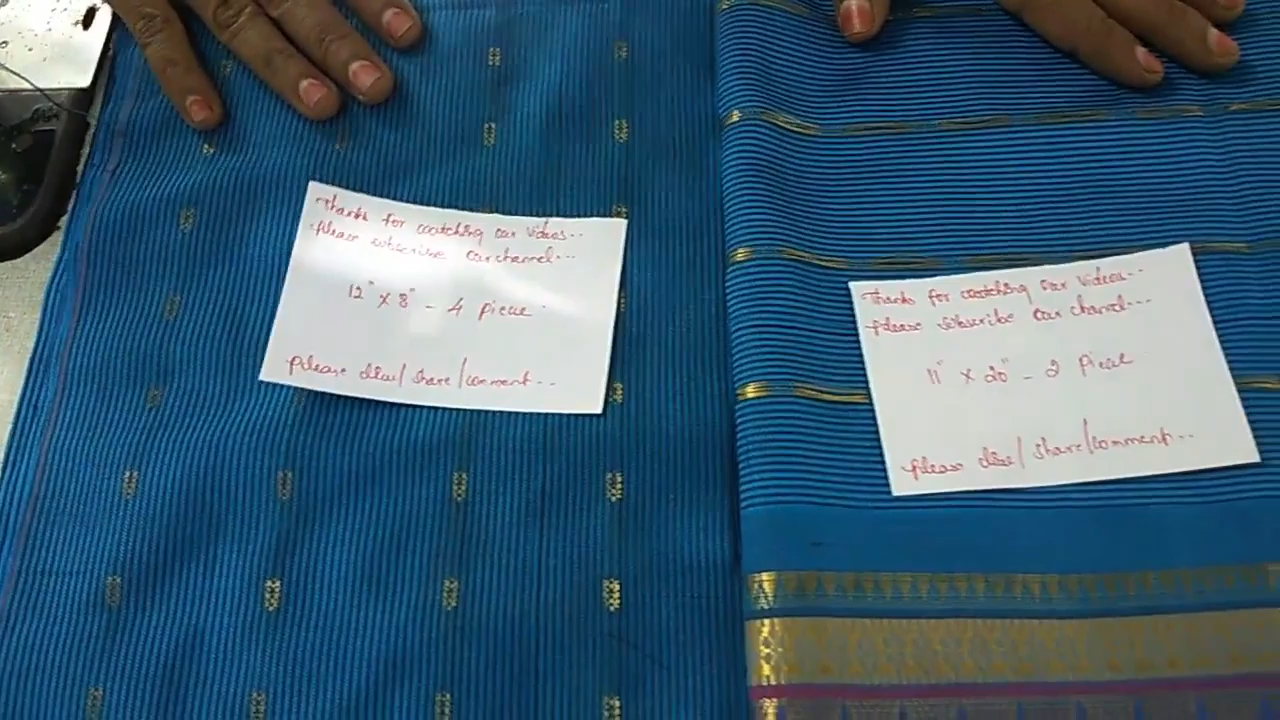 Thanks for watching our videos..
please subscribe our channel...
12" x 8" - 4 piece
please like/ share/comment...
Thanks for watching our videos...
please subscribe our channel...
11" x 20" - 2 piece
please like/ share/comment...